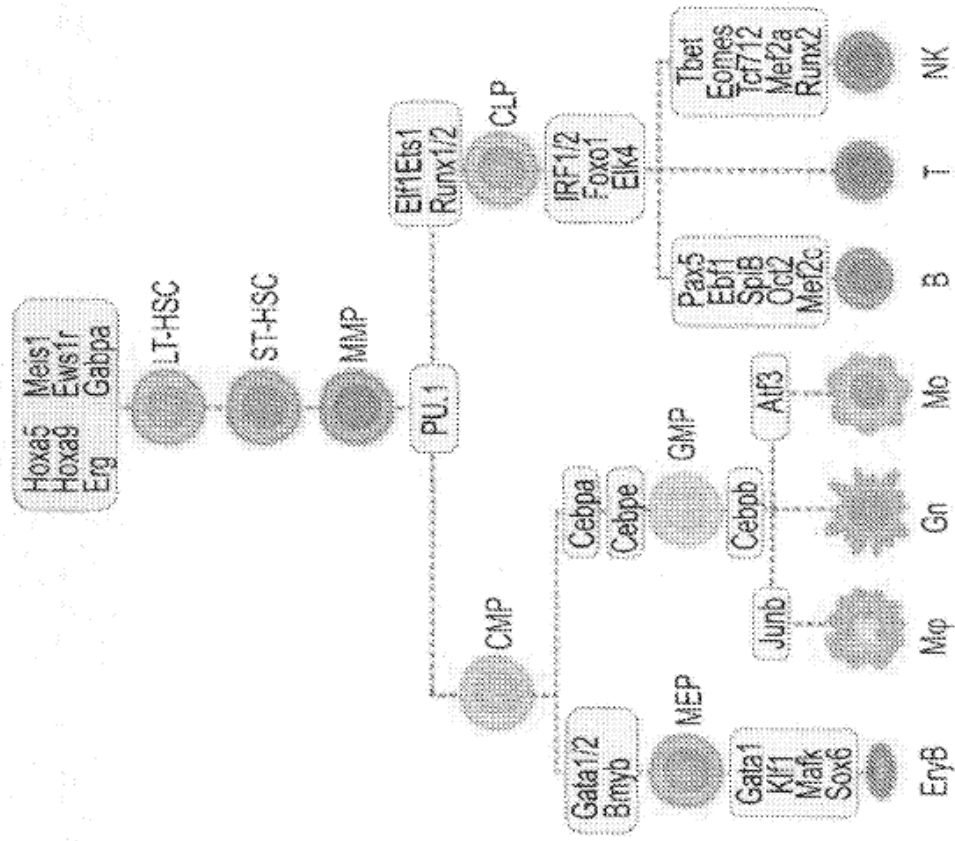 Hoxa5 Meis1
Hoxa9 Ews1r
Erg Gabpa
LT-HSC
ST-HSC
MMP
PU.1
CMP
Elf1Ets1
Runx1/2
CLP
IRF1/2
Foxo1
Elk4
Gata1/2
Bmyb
MEP
Gata1
Klf1
Mafk
Sox6
Cebpa
Cebpe
GMP
Cebpb
Junb
Atf3
Pax5
Ebf1
SpiB
Oct2
Mef2c
Tbet
Eomes
Tcf712
Mef2a
Runx2
EryB
Mφ
Gn
Mo
B
T
NK